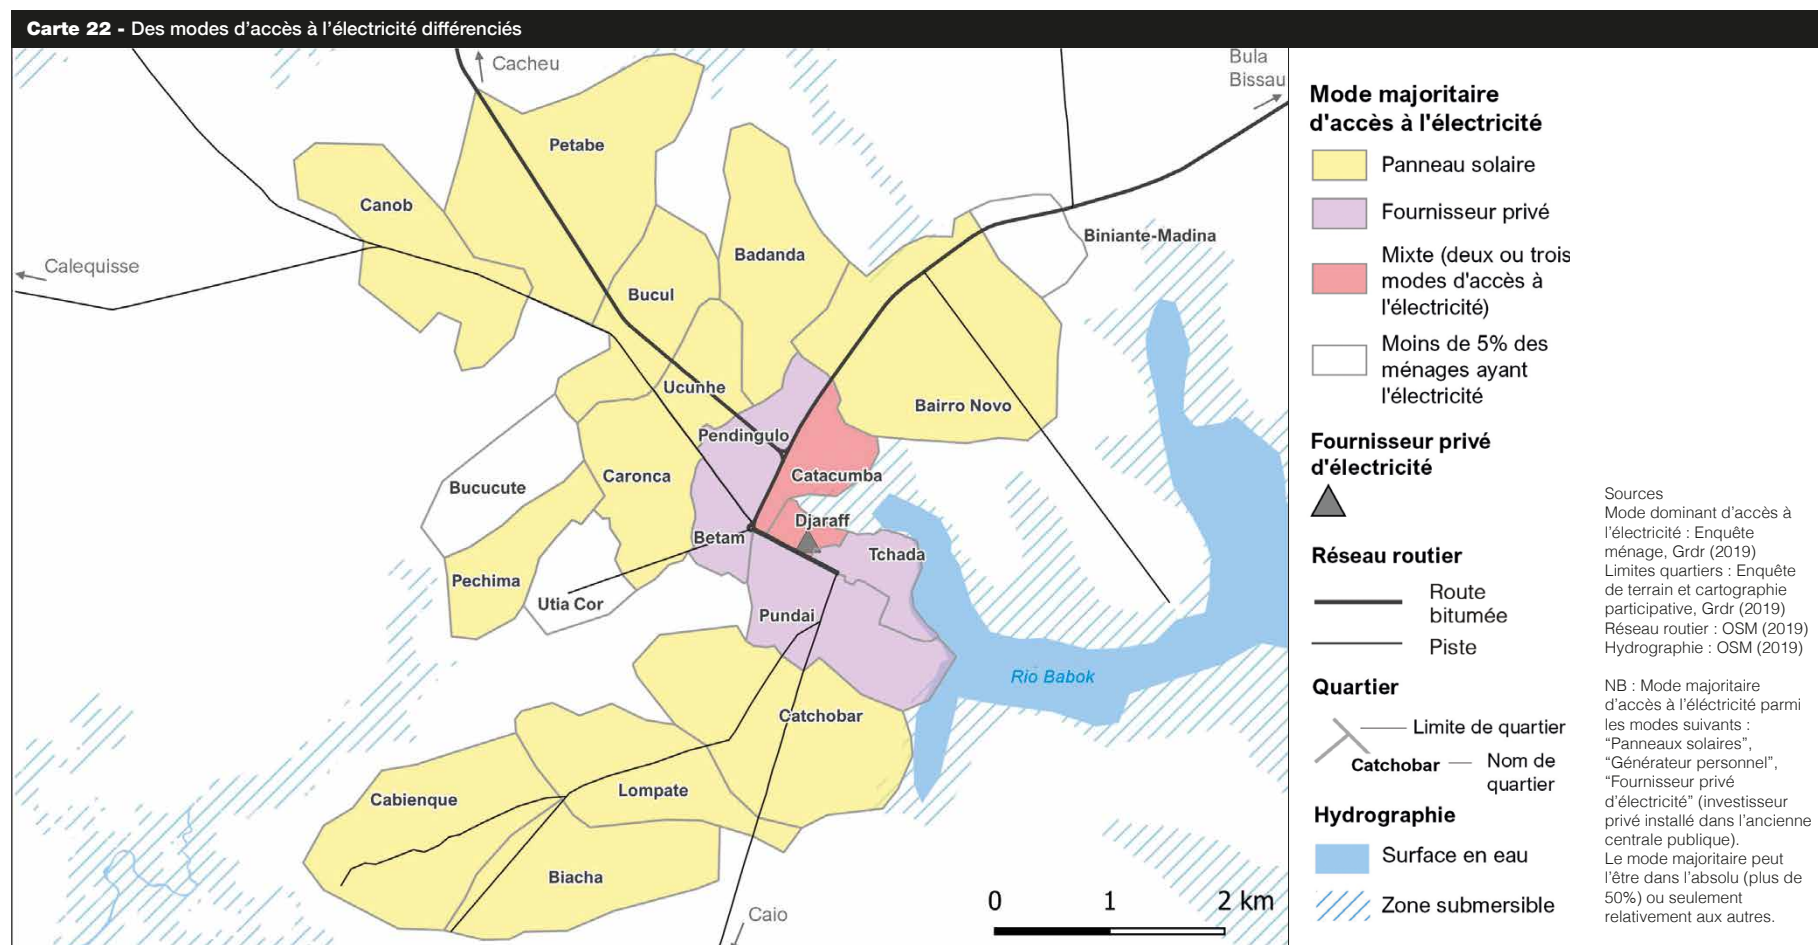 Carte 22 - Des modes d'accès à l'électricité différenciés
Cacheu
Bula
Bissau
Petabe
Canob
Biniante-Madina
Badanda
Calequisse
Bucul
Ucunhe
Bairro Novo
Pendingulo
Caronca
Catacumba
Bucucute
Djaraff
Betam
Tchada
Pechima
Utia Cor
Pundai
Rio Babok
Catchobar
Lompate
Cabienque
Biacha
Caio
0 1 2 km
Mode majoritaire
d'accès à l'électricité
Panneau solaire
Fournisseur privé
Mixte (deux ou trois
modes d'accès à
l'électricité)
Moins de 5% des
ménages ayant
l'électricité
Fournisseur privé
d'électricité
Réseau routier
Route
bitumée
Piste
Quartier
Limite de quartier
Catchobar
Nom de
quartier
Hydrographie
Surface en eau
Zone submersible
Sources
Mode dominant d'accès à
l'électricité : Enquête
ménage, Grdr (2019)
Limites quartiers : Enquête
de terrain et cartographie
participative, Grdr (2019)
Réseau routier : OSM (2019)
Hydrographie : OSM (2019)
NB : Mode majoritaire
d'accès à l'éléctricité parmi
les modes suivants :
“Panneaux solaires”,
“Générateur personnel”,
“Fournisseur privé
d'électricité” (investisseur
privé installé dans l'ancienne
centrale publique).
Le mode majoritaire peut
l'être dans l'absolu (plus de
50%) ou seulement
relativement aux autres.